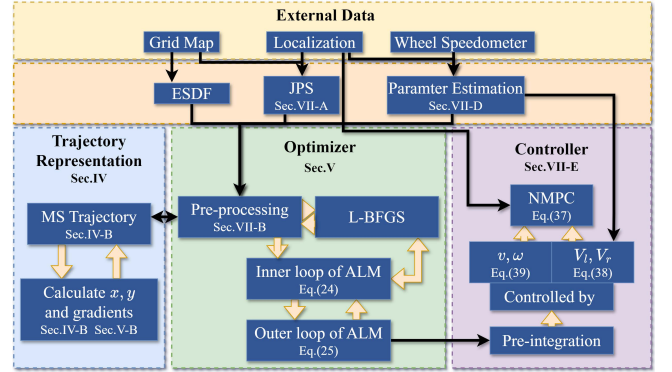 External Data
Grid Map
Localization
Wheel Speedometer
ESDF
JPS
Sec.VII-A
Paramter Estimation
Sec.VII-D
Trajectory
Representation
Sec.IV
MS Trajectory
Sec.IV-B
Calculate x, y
and gradients
Sec.IV-B Sec.V-B
Optimizer
Sec.V
Pre-processing
Sec.VII-B
L-BFGS
Inner loop of ALM
Eq.(24)
Outer loop of ALM
Eq.(25)
Controller
Sec.VII-E
NMPC
Eq.(37)
v, ω
Eq.(39)
V_l, V_r
Eq.(38)
Controlled by
Pre-integration